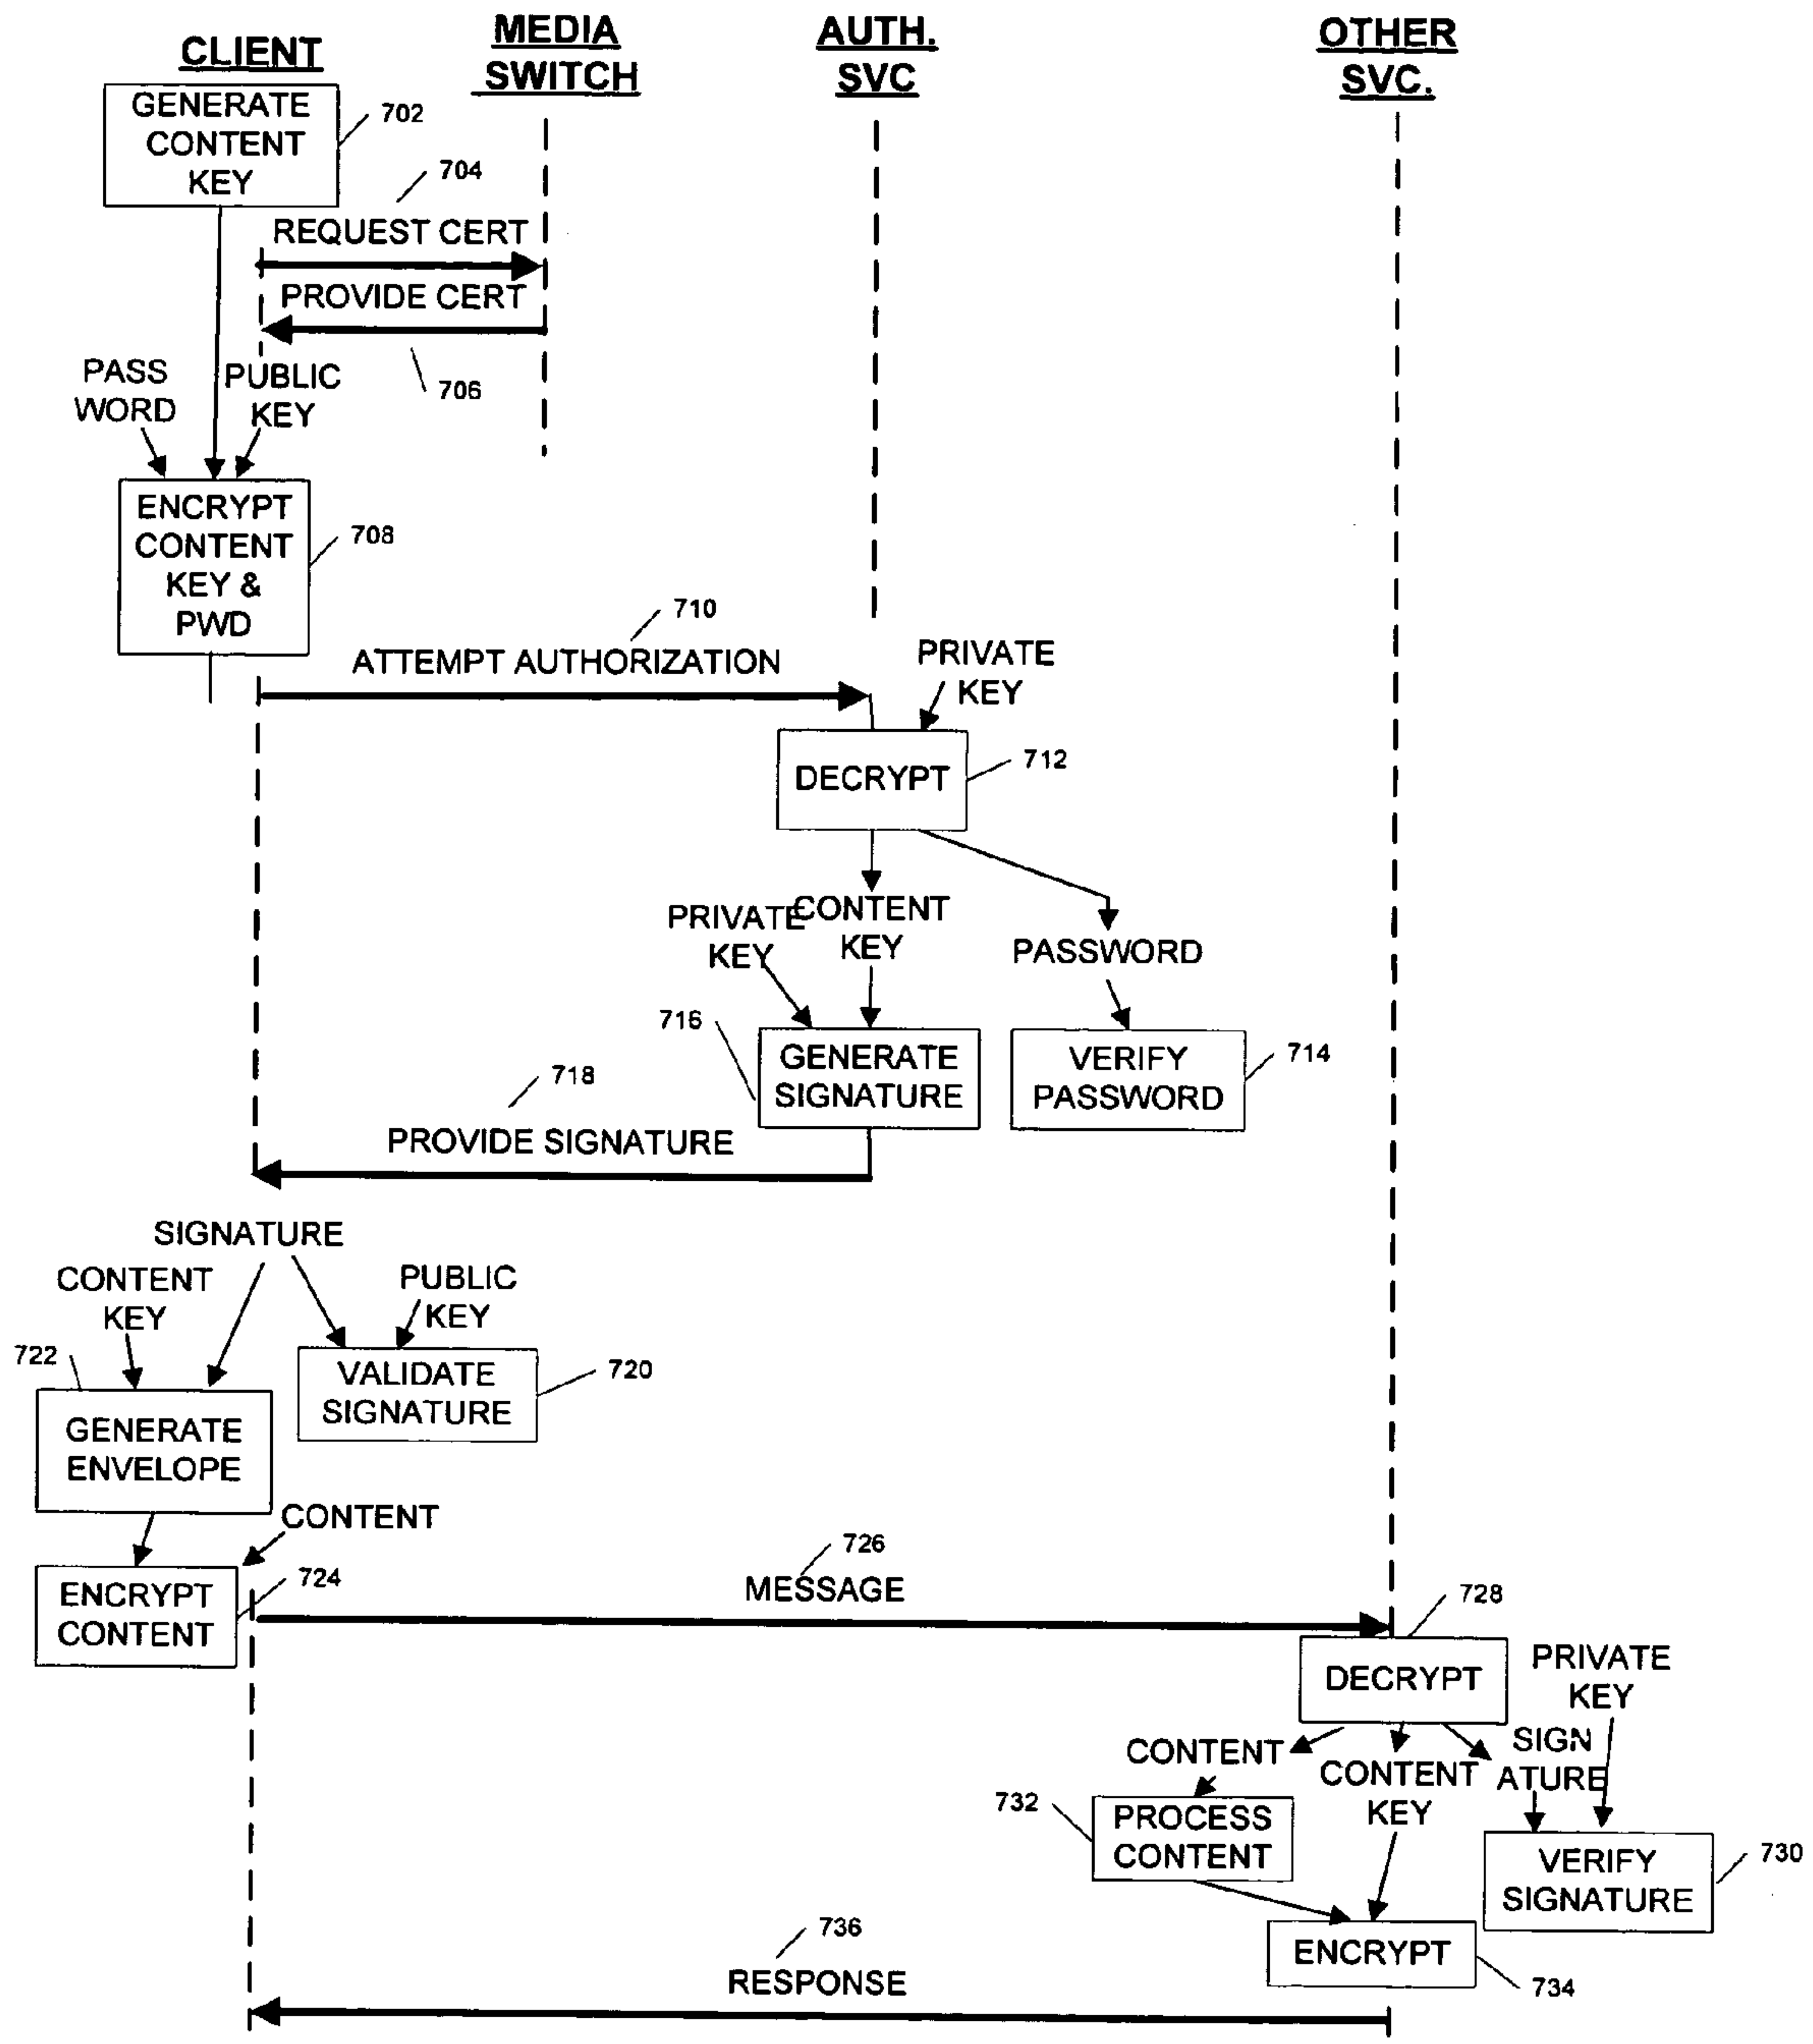 CLIENT
MEDIA
SWITCH
AUTH.
SVC
OTHER
SVC.
GENERATE
CONTENT
KEY
702
704
REQUEST CERT
PROVIDE CERT
706
PASS
WORD
PUBLIC
KEY
ENCRYPT
CONTENT
KEY &
PWD
708
710
ATTEMPT AUTHORIZATION
PRIVATE
KEY
DECRYPT
712
PRIVATE
KEY
CONTENT
KEY
PASSWORD
716
GENERATE
SIGNATURE
VERIFY
PASSWORD
714
718
PROVIDE SIGNATURE
SIGNATURE
CONTENT
KEY
PUBLIC
KEY
722
VALIDATE
SIGNATURE
720
GENERATE
ENVELOPE
CONTENT
ENCRYPT
CONTENT
724
726
MESSAGE
728
DECRYPT
PRIVATE
KEY
CONTENT
CONTENT
KEY
SIGN
ATURE
732
PROCESS
CONTENT
VERIFY
SIGNATURE
730
ENCRYPT
734
736
RESPONSE